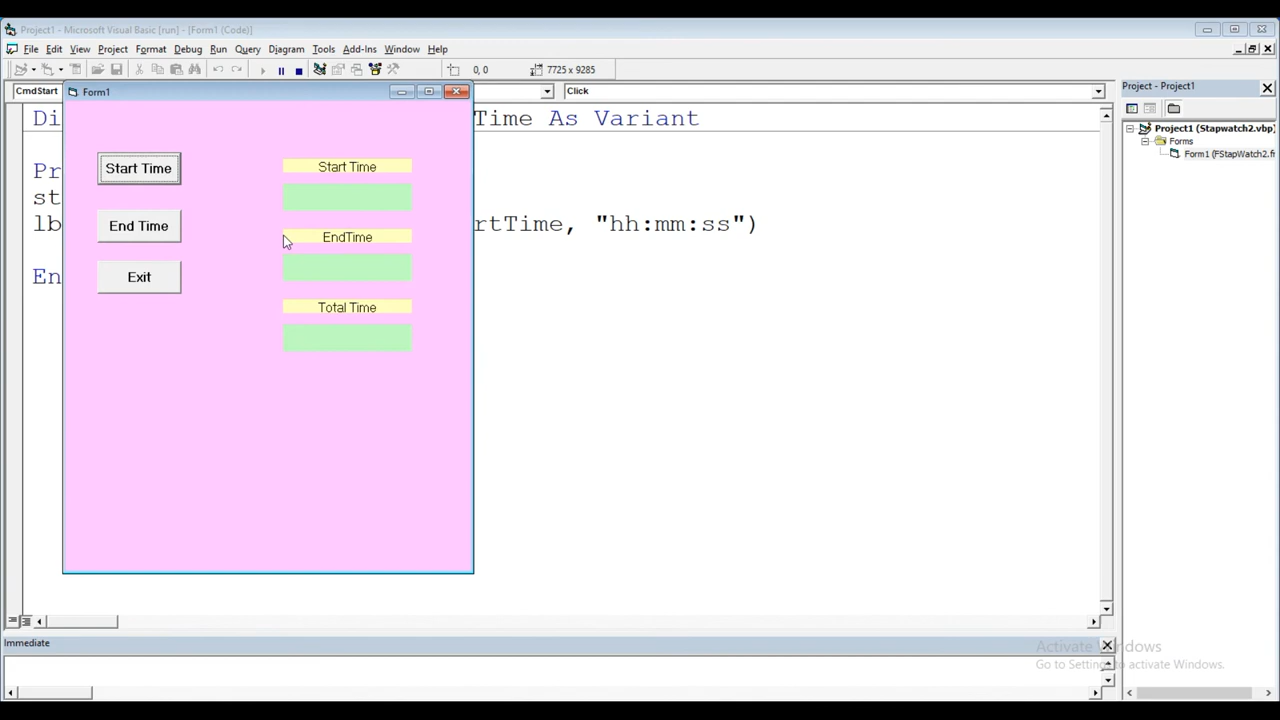 Project1 - Microsoft Visual Basic [run] - [Form1 (Code)]
File Edit View Project Format Debug Run Query Diagram Tools Add-Ins Window Help
0, 0
7725 x 9285
CmdStart
Click
Form1
Di
Time As Variant
Pr
st
lb
rtTime, "hh:mm:ss")
En
Start Time
End Time
Exit
Start Time
EndTime
Total Time
Project - Project1
Project1 (Stapwatch2.vbp)
Forms
Form1 (FStapWatch2.fr
Immediate
Activate Windows
Go to Settings to activate Windows.